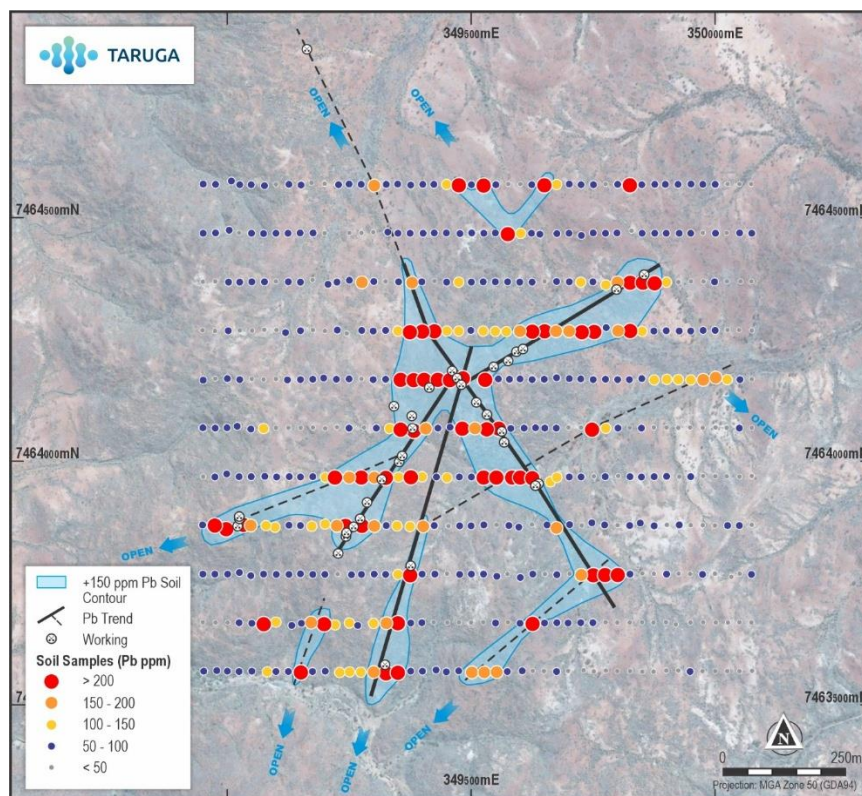 349500mE
350000mE
TARUGA
OPEN
OPEN
7464500mN
7464500mN
OPEN
7464000mN
7464000mN
OPEN
+150 ppm Pb Soil
Contour
Pb Trend
Working
Soil Samples (Pb ppm)
> 200
150 - 200
100 - 150
50 - 100
< 50
OPEN
OPEN
OPEN
7463500mN
N
0
250m
Projection: MGA Zone 50 (GDA94)
349500mE